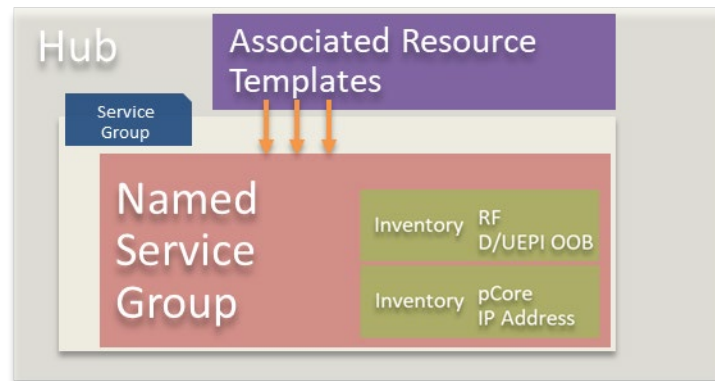 Hub
Associated Resource
Templates
Service
Group
Named
Service
Group
Inventory RF
D/UEPI OOB
Inventory pCore
IP Address